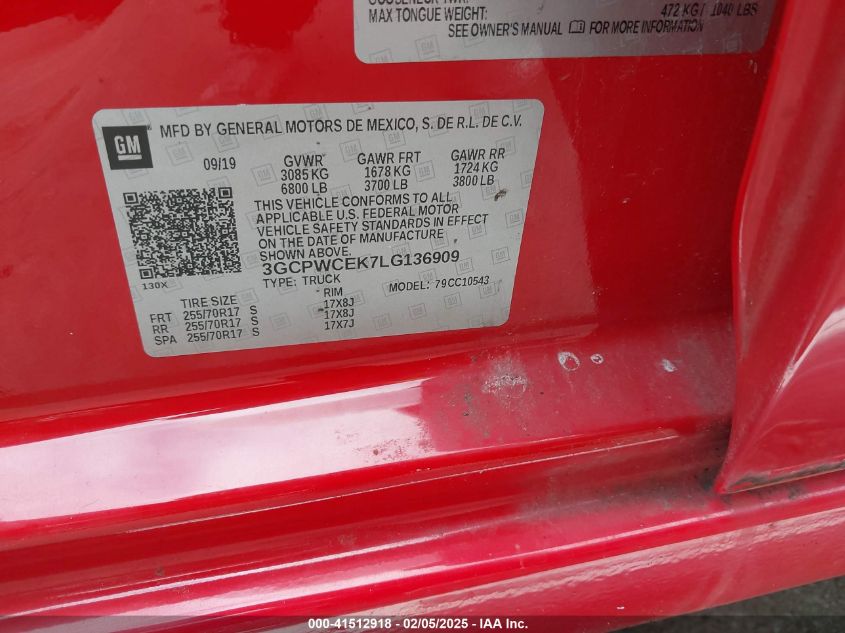 MAX TONGUE WEIGHT: 472 KG / 1040 LBS
SEE OWNER'S MANUAL FOR MORE INFORMATION
GM
MFD BY GENERAL MOTORS DE MEXICO, S. DE R.L. DE C.V.
09/19 GVWR GAWR FRT GAWR RR
3085 KG 1678 KG 1724 KG
6800 LB 3700 LB 3800 LB
THIS VEHICLE CONFORMS TO ALL
APPLICABLE U.S. FEDERAL MOTOR
VEHICLE SAFETY STANDARDS IN EFFECT
ON THE DATE OF MANUFACTURE
SHOWN ABOVE.
3GCPWCEK7LG136909
TYPE: TRUCK MODEL: 79CC10543
130X
TIRE SIZE RIM
FRT 255/70R17 S 17X8J
RR 255/70R17 S 17X8J
SPA 255/70R17 S 17X7J
000-41512918 - 02/05/2025 - IAA Inc.